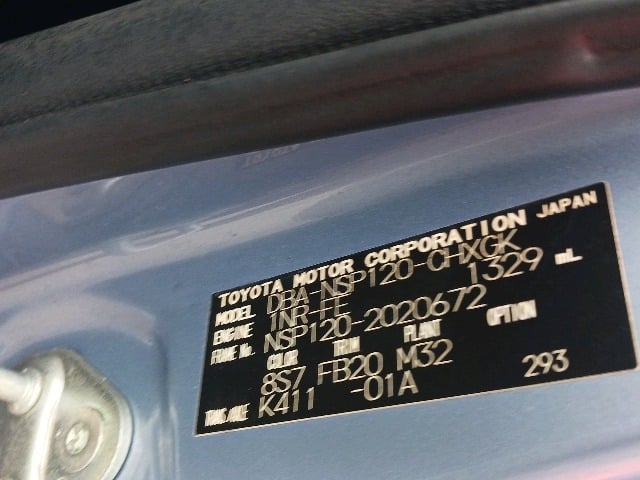 TOYOTA MOTOR CORPORATION JAPAN
MODEL DBA-NSP120-CHXGK
ENGINE 1NR-FE 1329 mL
FRAME No. NSP120-2020672
COLOR TRIM PLANT OPTION
8S7 FB20 M32
TRANS/AXLE K411 -01A 293